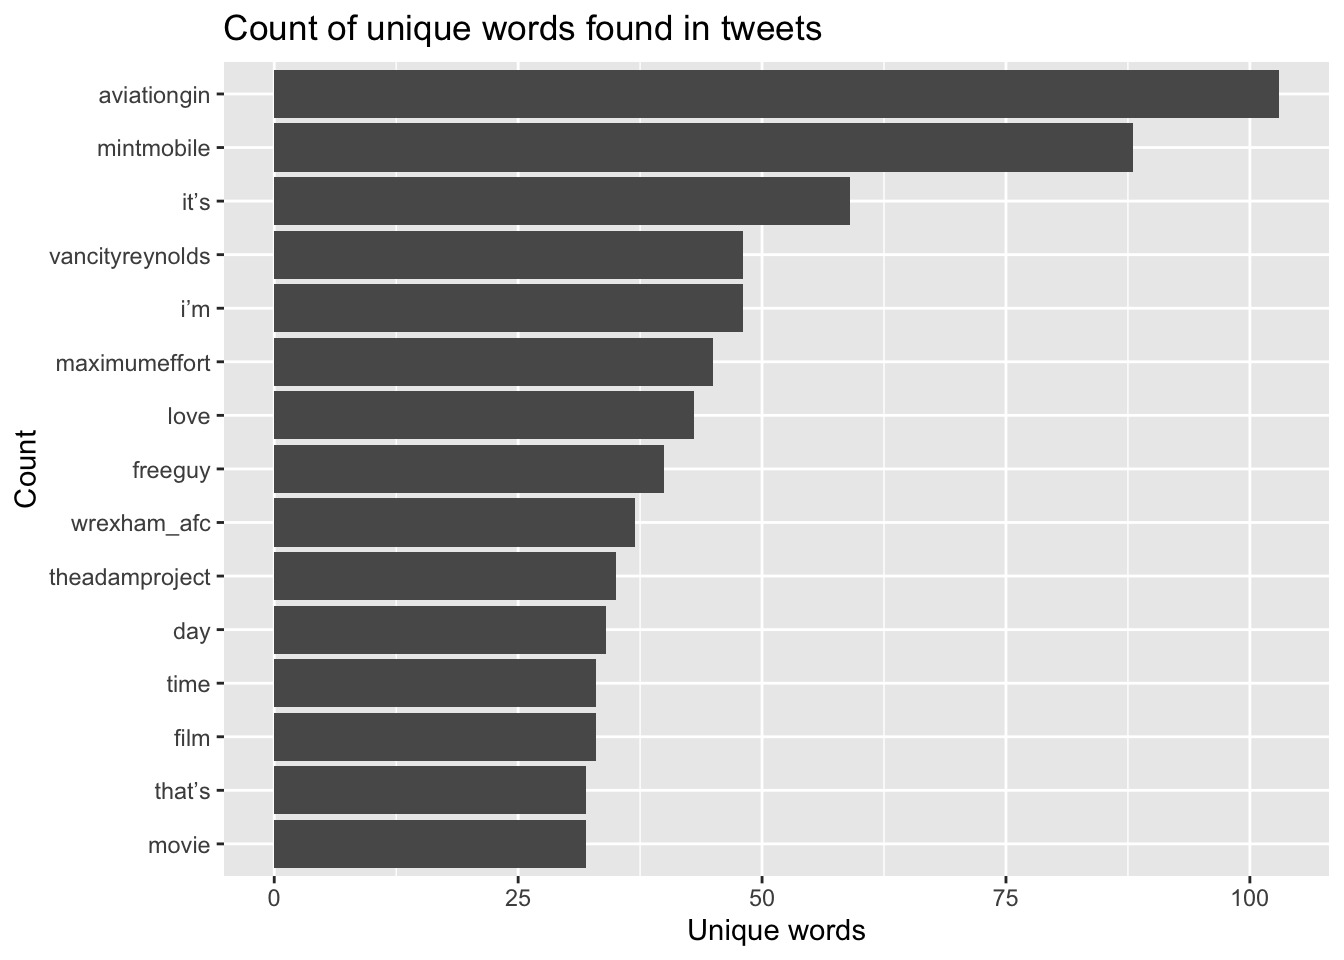 Count of unique words found in tweets
aviationgin
mintmobile
it’s
vancityreynolds
i’m
maximumeffort
love
freeguy
wrexham_afc
theadamproject
day
time
film
that’s
movie
Count
0 25 50 75 100
Unique words